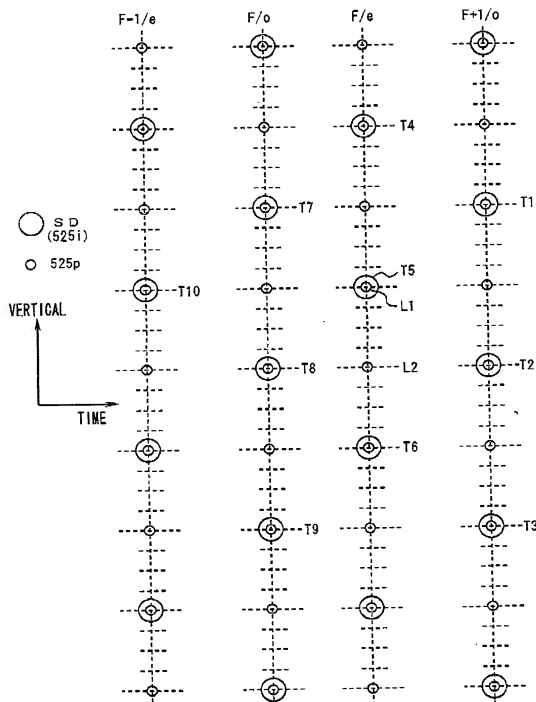 F-1/e F/o F/e F+1/o
T4
T7 T1
SD
(525i)
525p
T5
T10 L1
VERTICAL
T8 L2 T2
TIME
T6
T9 T3